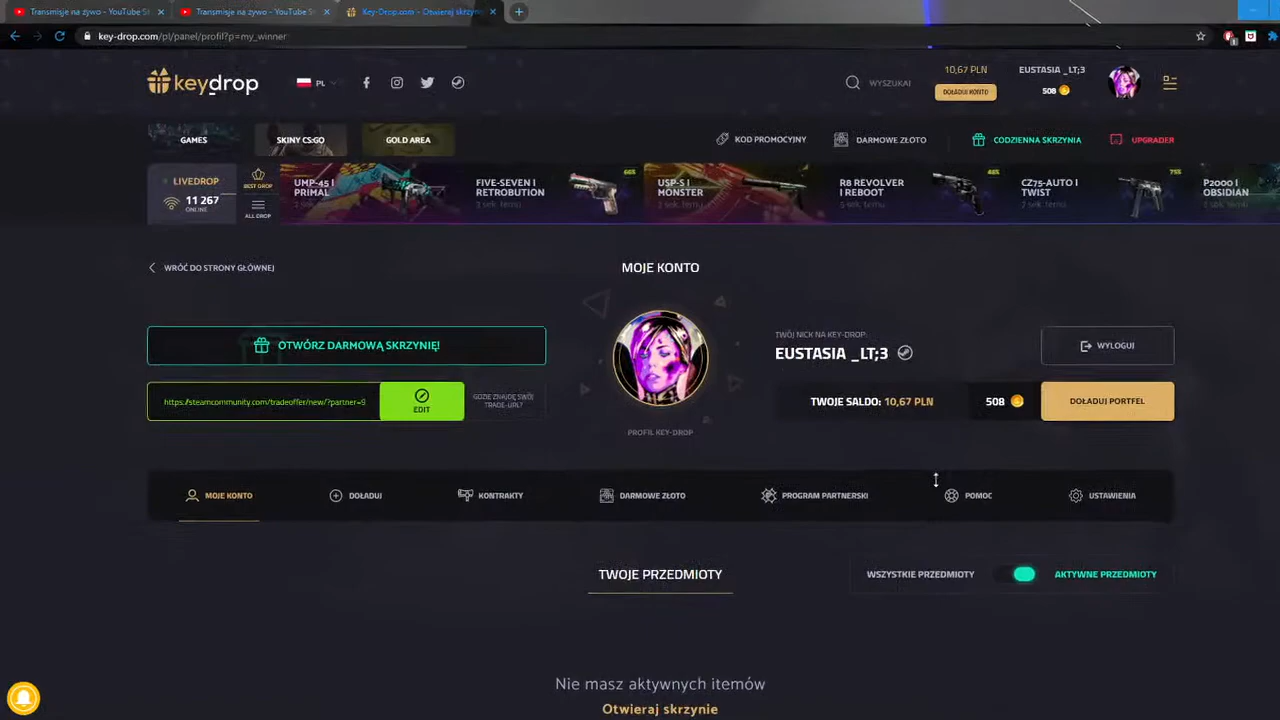 Transmisje na żywo - YouTube St
Transmisje na żywo - YouTube S
Key-Drop.com - Otwieraj skrzyn
key-drop.com/pl/panel/profil?p=my_winner
keydrop
PL
WYSZUKAJ
10,67 PLN
DOŁADUJ KONTO
EUSTASIA _LT;3
508
GAMES
SKINY CS:GO
GOLD AREA
KOD PROMOCYJNY
DARMOWE ZŁOTO
CODZIENNA SKRZYNIA
UPGRADER
LIVEDROP
11 267
ONLINE
BEST DROP
ALL DROP
UMP-45 |
PRIMAL
FIVE-SEVEN |
RETROBUTION
USP-S |
MONSTER
R8 REVOLVER
| REBOOT
CZ75-AUTO |
TWIST
P2000 |
OBSIDIAN
WRÓĆ DO STRONY GŁÓWNEJ
MOJE KONTO
OTWÓRZ DARMOWĄ SKRZYNIĘ!
https://steamcommunity.com/tradeoffer/new/?partner=9
EDIT
GDZIE ZNAJDĘ SWÓJ
TRADE-URL?
PROFIL KEY-DROP
TWÓJ NICK NA KEY-DROP:
EUSTASIA _LT;3
WYLOGUJ
TWOJE SALDO: 10,67 PLN
508
DOŁADUJ PORTFEL
MOJE KONTO
DOŁADUJ
KONTRAKTY
DARMOWE ZŁOTO
PROGRAM PARTNERSKI
POMOC
USTAWIENIA
TWOJE PRZEDMIOTY
WSZYSTKIE PRZEDMIOTY
AKTYWNE PRZEDMIOTY
Nie masz aktywnych itemów
Otwieraj skrzynie